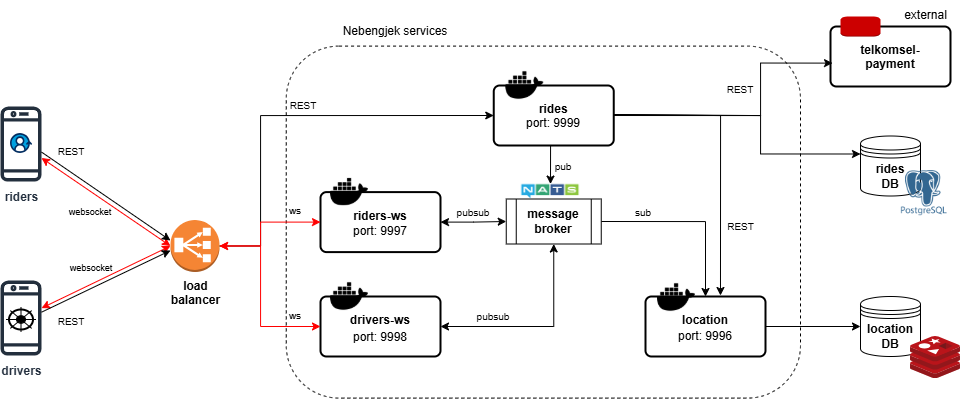 external
Nebengjek services
telkomsel-
payment
REST
REST
rides
port: 9999
REST
riders
websocket
pub
rides
DB
PostgreSQL
NATS
ws
riders-ws
port: 9997
pubsub
message
broker
sub
REST
websocket
load
balancer
ws
drivers-ws
port: 9998
pubsub
location
port: 9996
location
DB
REST
drivers